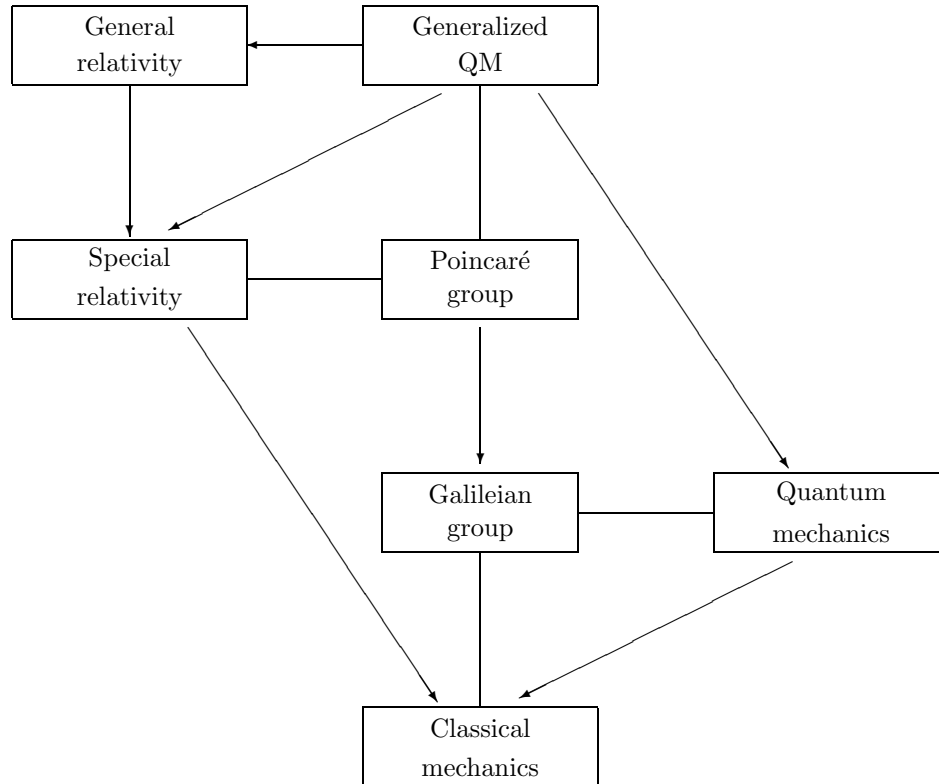 General
relativity
Generalized
QM
Special
relativity
Poincaré
group
Galileian
group
Quantum
mechanics
Classical
mechanics